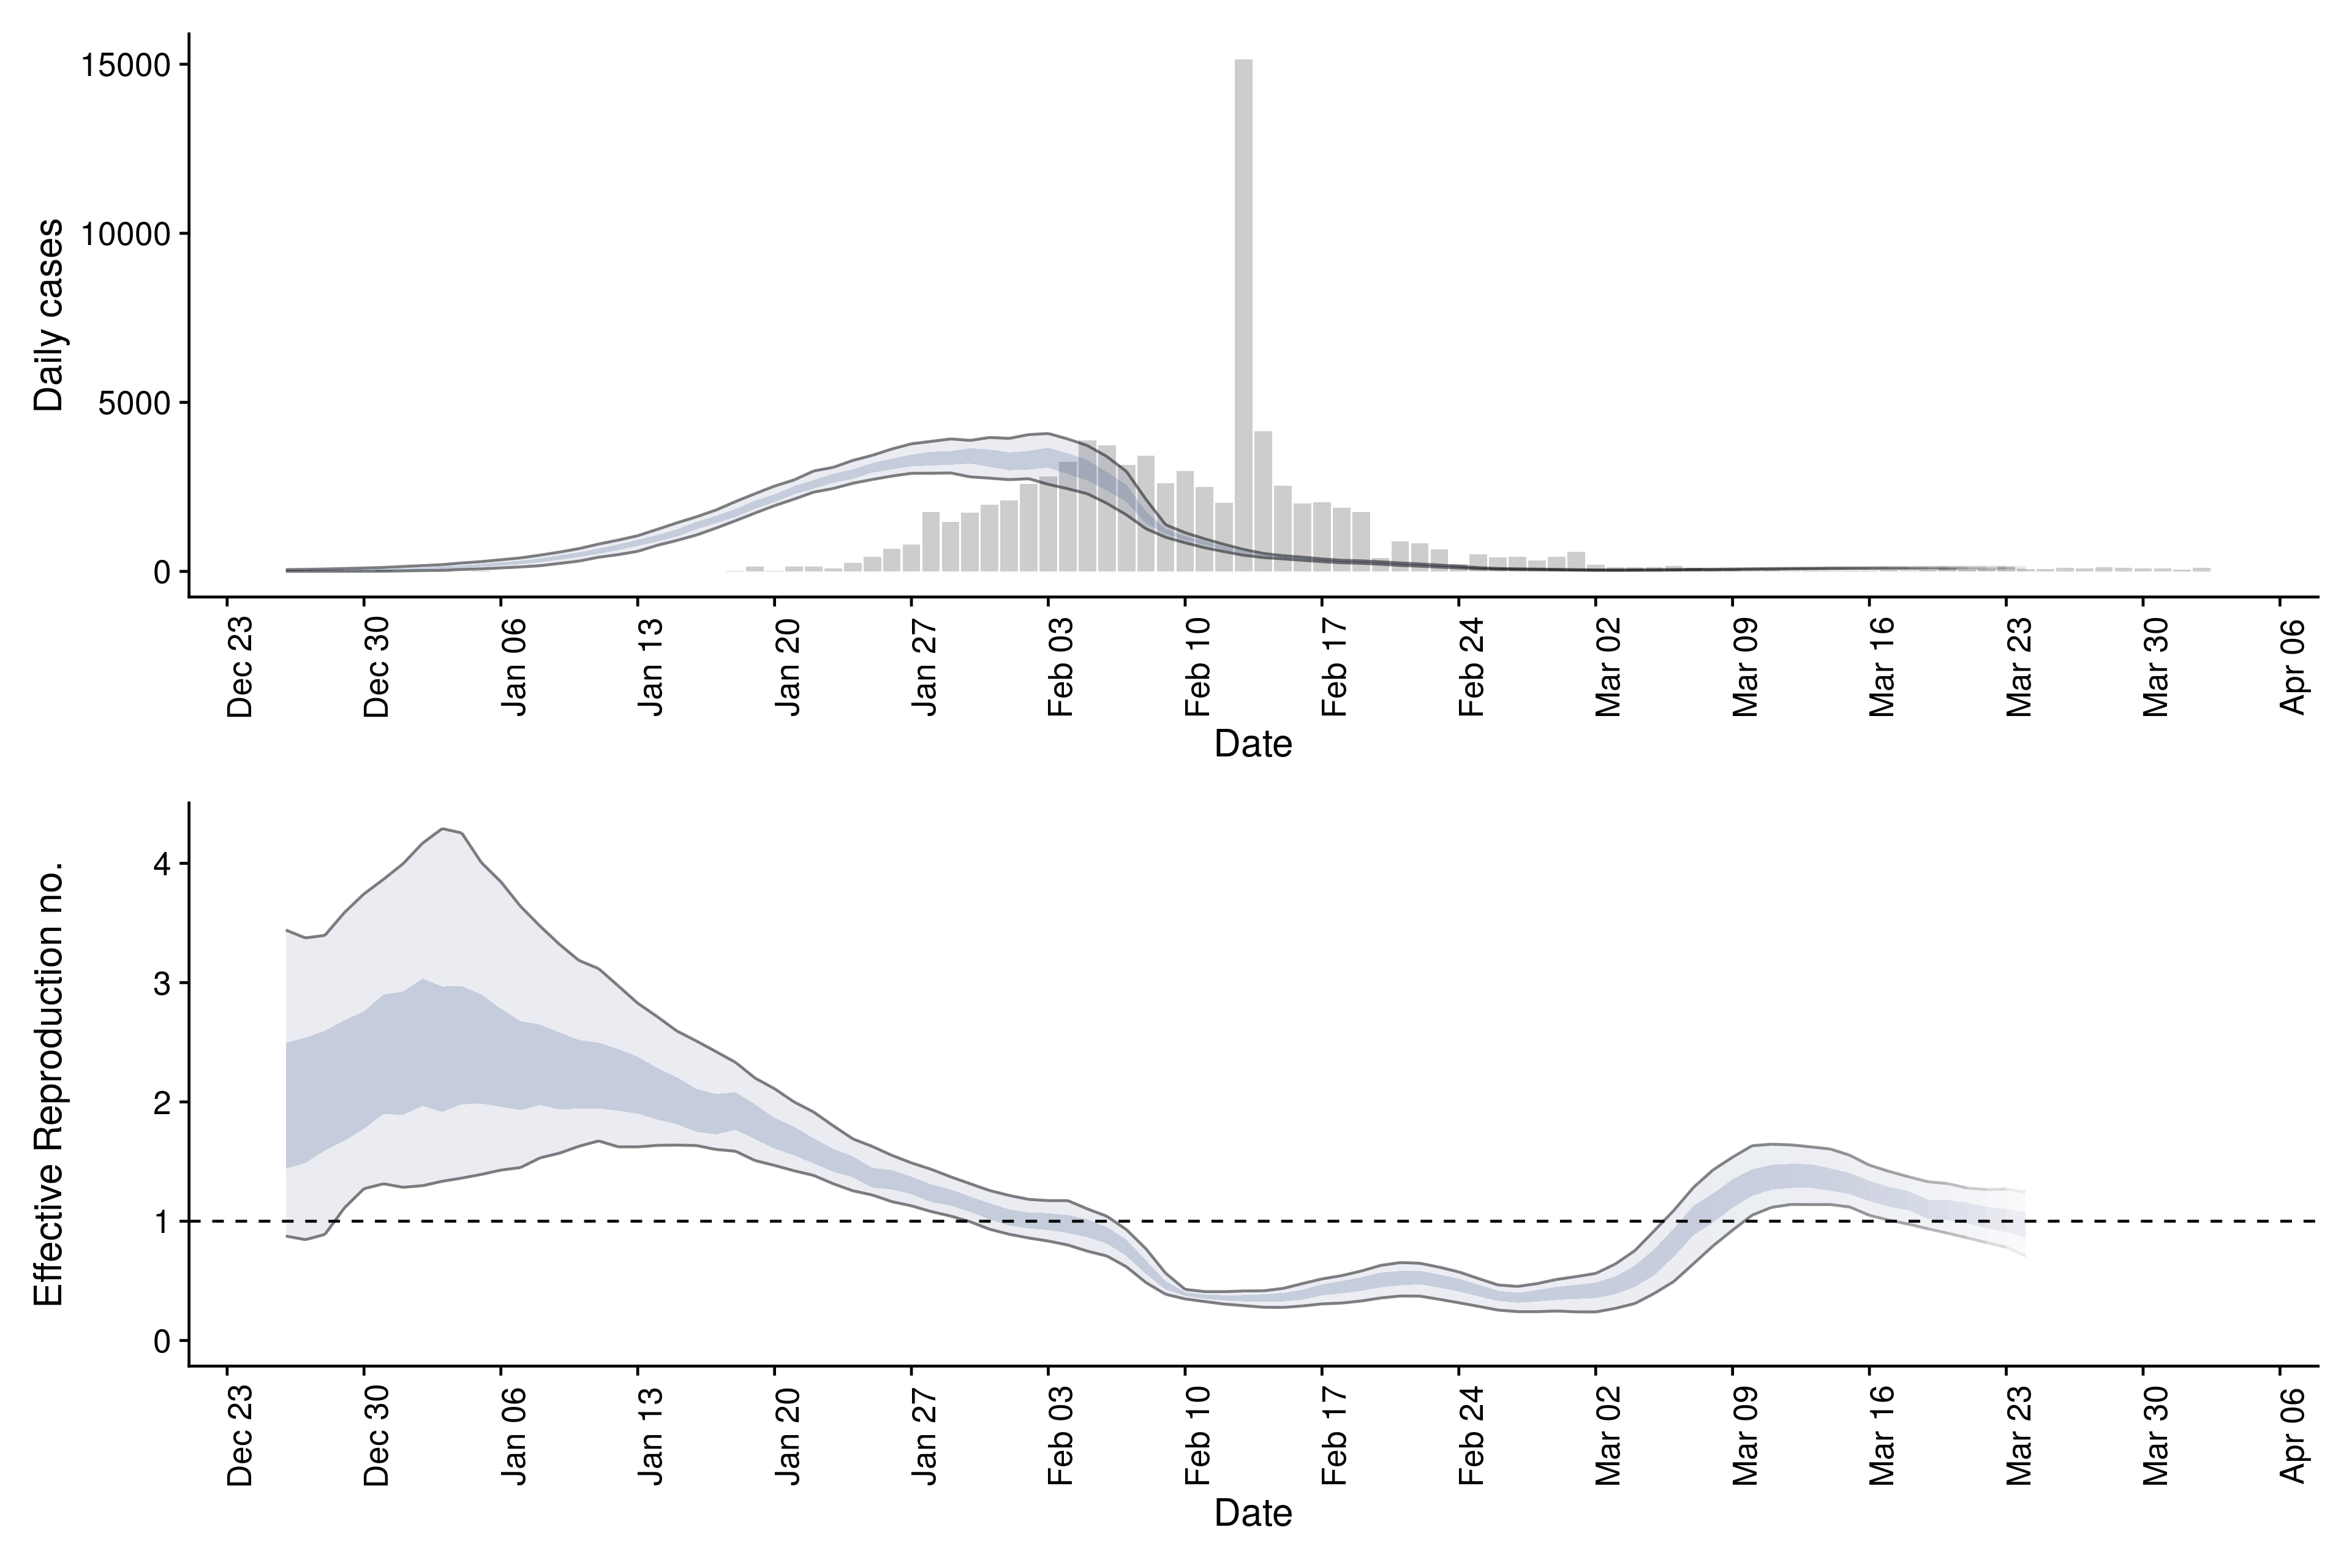 15000
10000
5000
0
Daily cases
Dec 23
Dec 30
Jan 06
Jan 13
Jan 20
Jan 27
Feb 03
Feb 10
Feb 17
Feb 24
Mar 02
Mar 09
Mar 16
Mar 23
Mar 30
Apr 06
Date
4
3
2
1
0
Effective Reproduction no.
Dec 23
Dec 30
Jan 06
Jan 13
Jan 20
Jan 27
Feb 03
Feb 10
Feb 17
Feb 24
Mar 02
Mar 09
Mar 16
Mar 23
Mar 30
Apr 06
Date